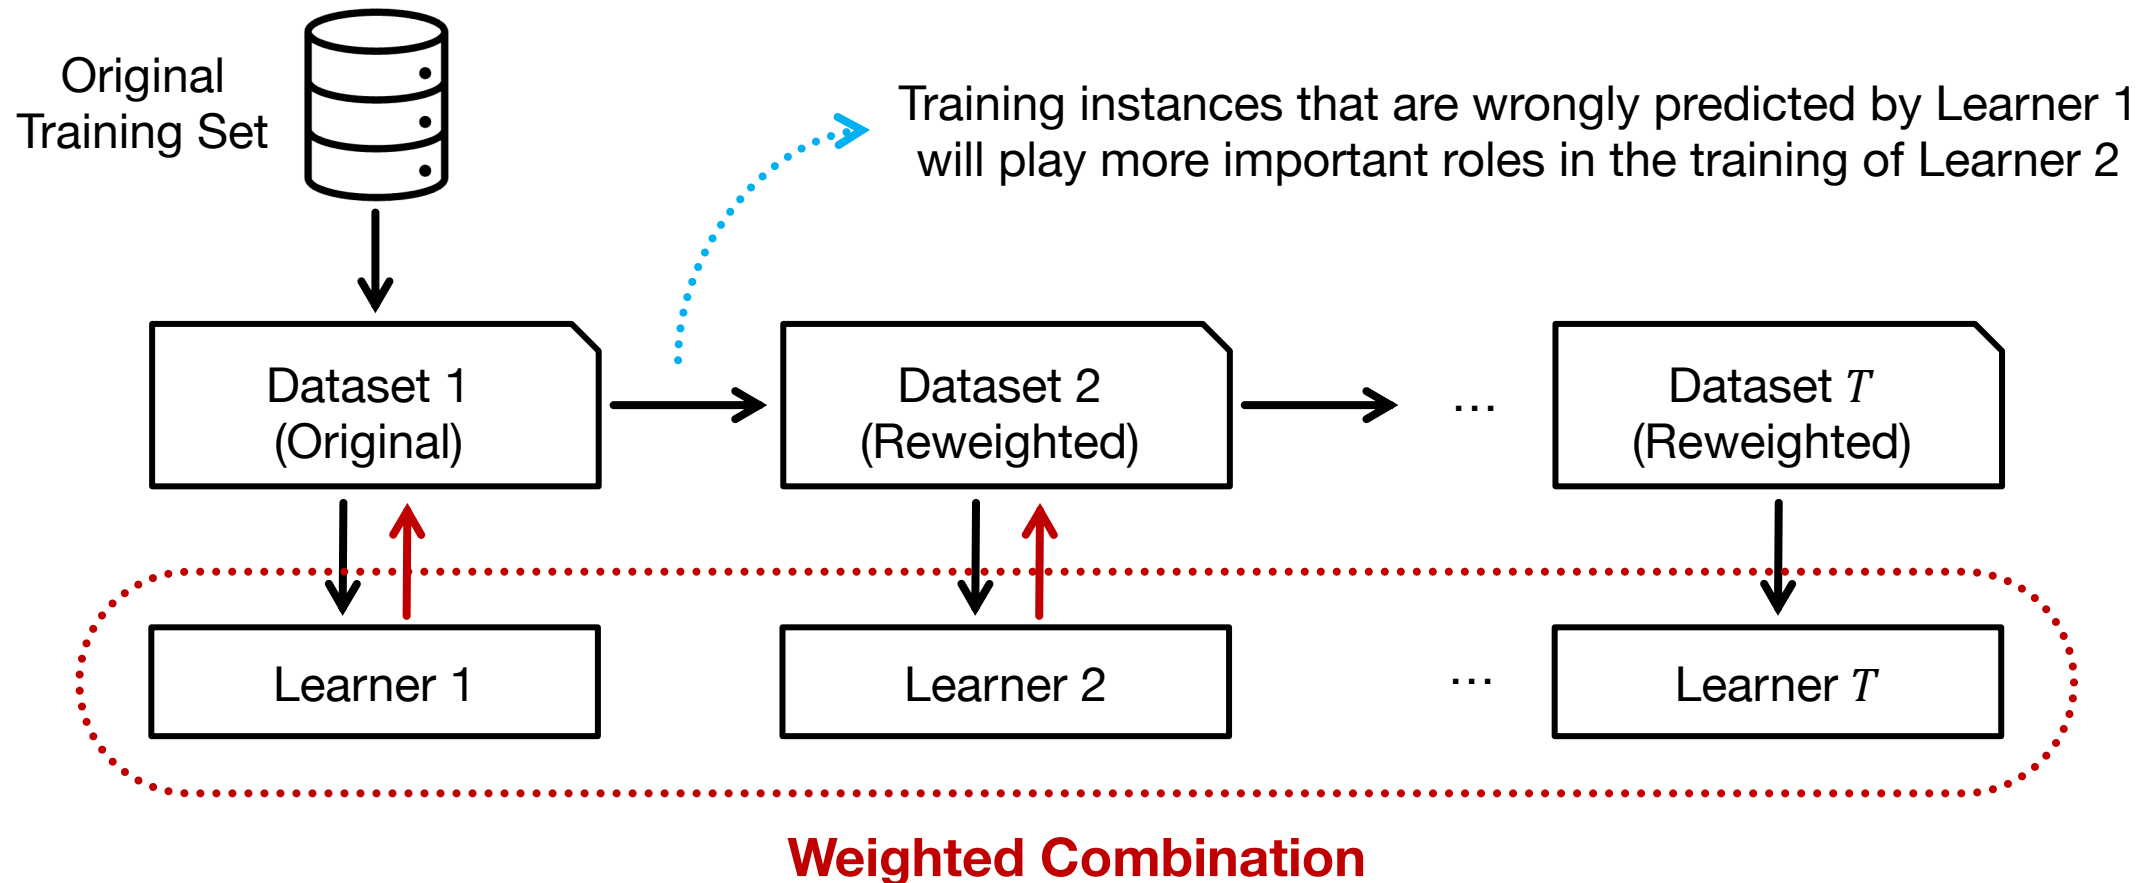 Original
Training Set
Training instances that are wrongly predicted by Learner 1
will play more important roles in the training of Learner 2
Dataset 1
(Original)
Dataset 2
(Reweighted)
...
Dataset T
(Reweighted)
Learner 1
Learner 2
...
Learner T
Weighted Combination